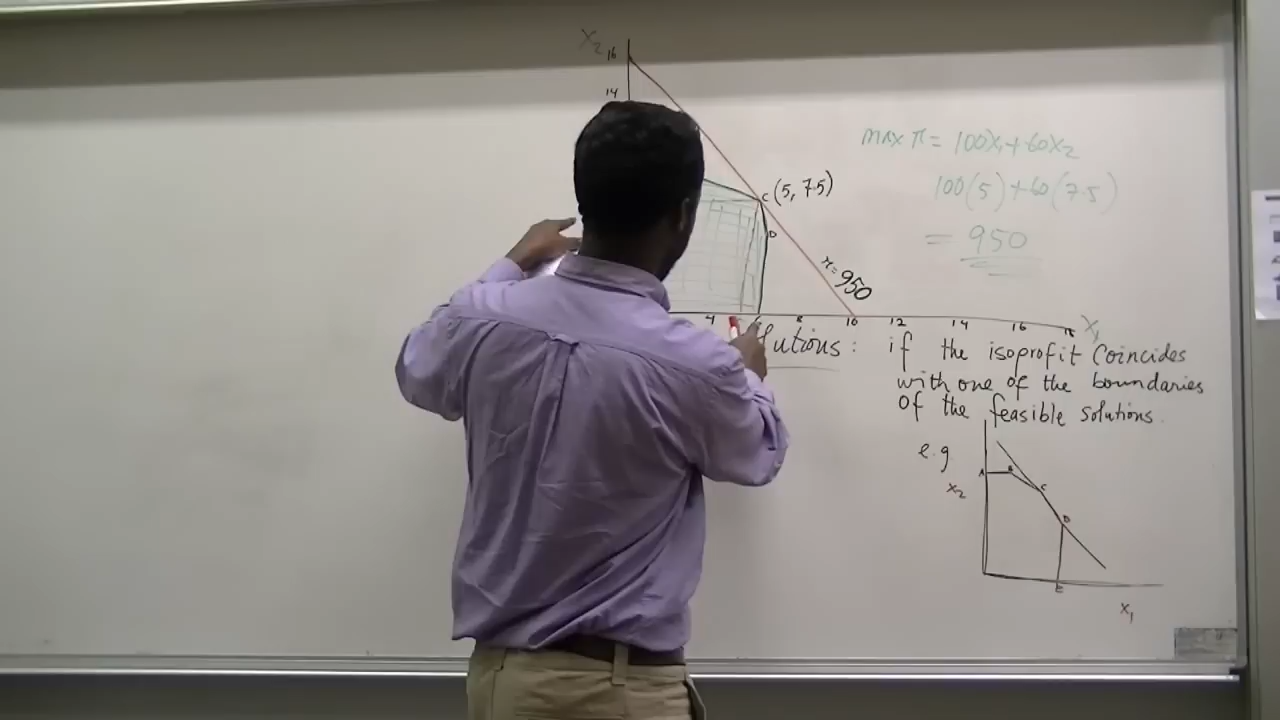 X2
16
14
max π = 100X1 + 60X2
100(5) + 60(7.5)
= 950
C (5, 7.5)
D
π = 950
4 6 8 10 12 14 16 18 X1
lutions: if the isoprofit Coincides
with one of the boundaries
Of the feasible solutions.
e.g
A B C
X2
D
E
X1